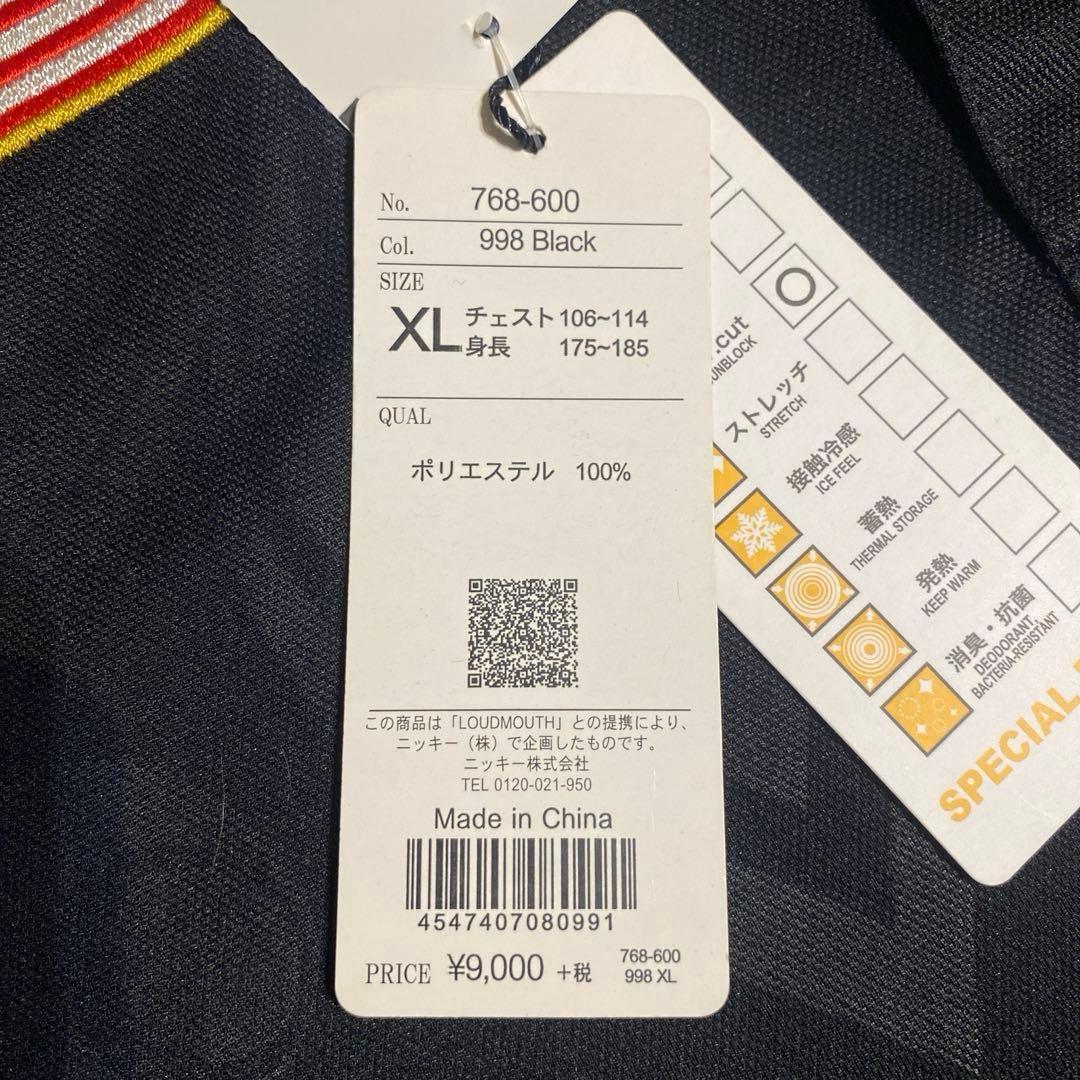 No. 768-600
Col. 998 Black
SIZE
XL チェスト 106~114
身長 175~185
QUAL
ポリエステル 100%
この商品は「LOUDMOUTH」との提携により、
ニッキー（株）で企画したものです。
ニッキー株式会社
TEL 0120-021-950
Made in China
4547407080991
PRICE ¥9,000 +税
768-600
998 XL
.cut
UNBLOCK
ストレッチ
STRETCH
接触冷感
ICE FEEL
蓄熱
THERMAL STORAGE
発熱
KEEP WARM
消臭・抗菌
DEODORANT,
BACTERIA-RESISTANT
SPECIAL